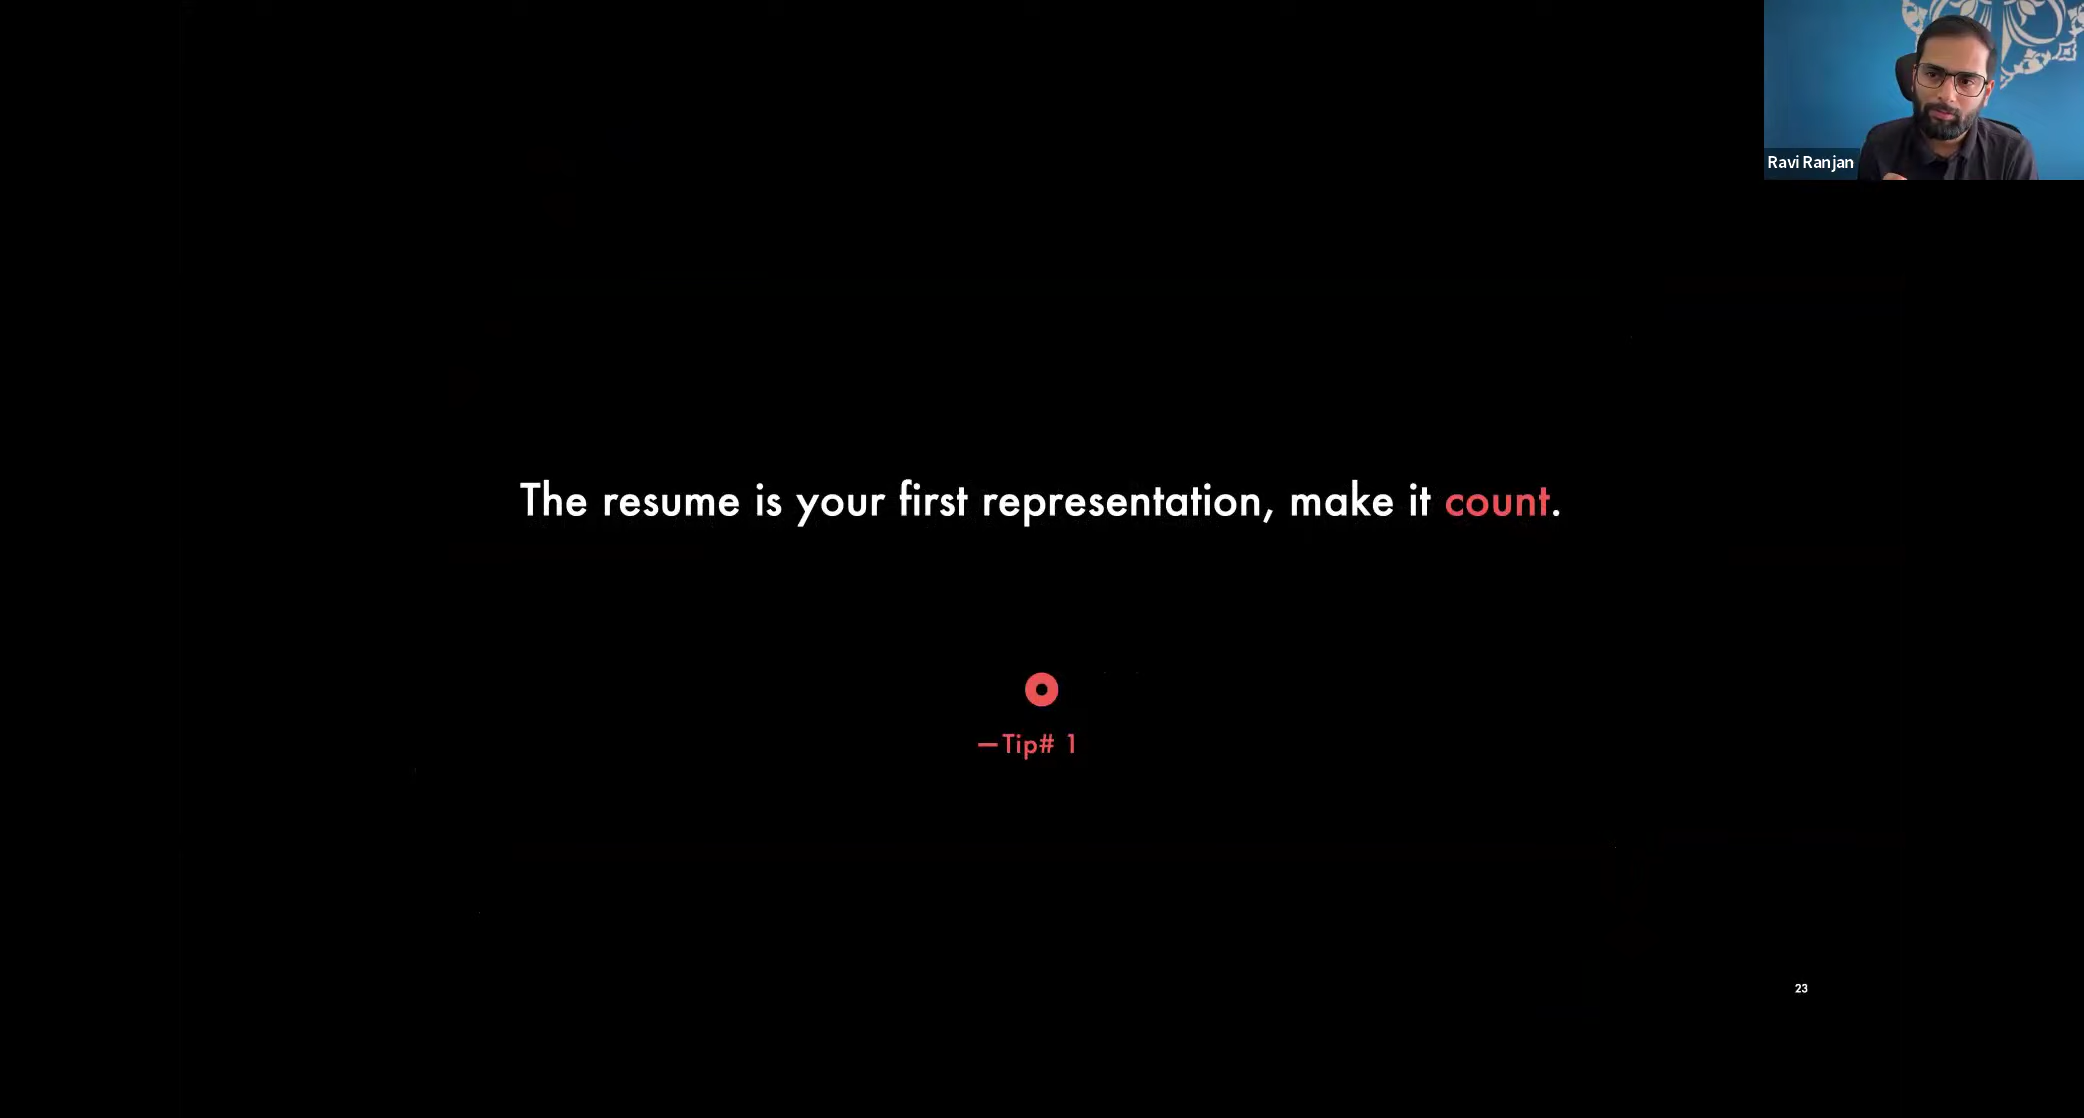 Ravi Ranjan
The resume is your first representation, make it count.
—Tip# 1
23